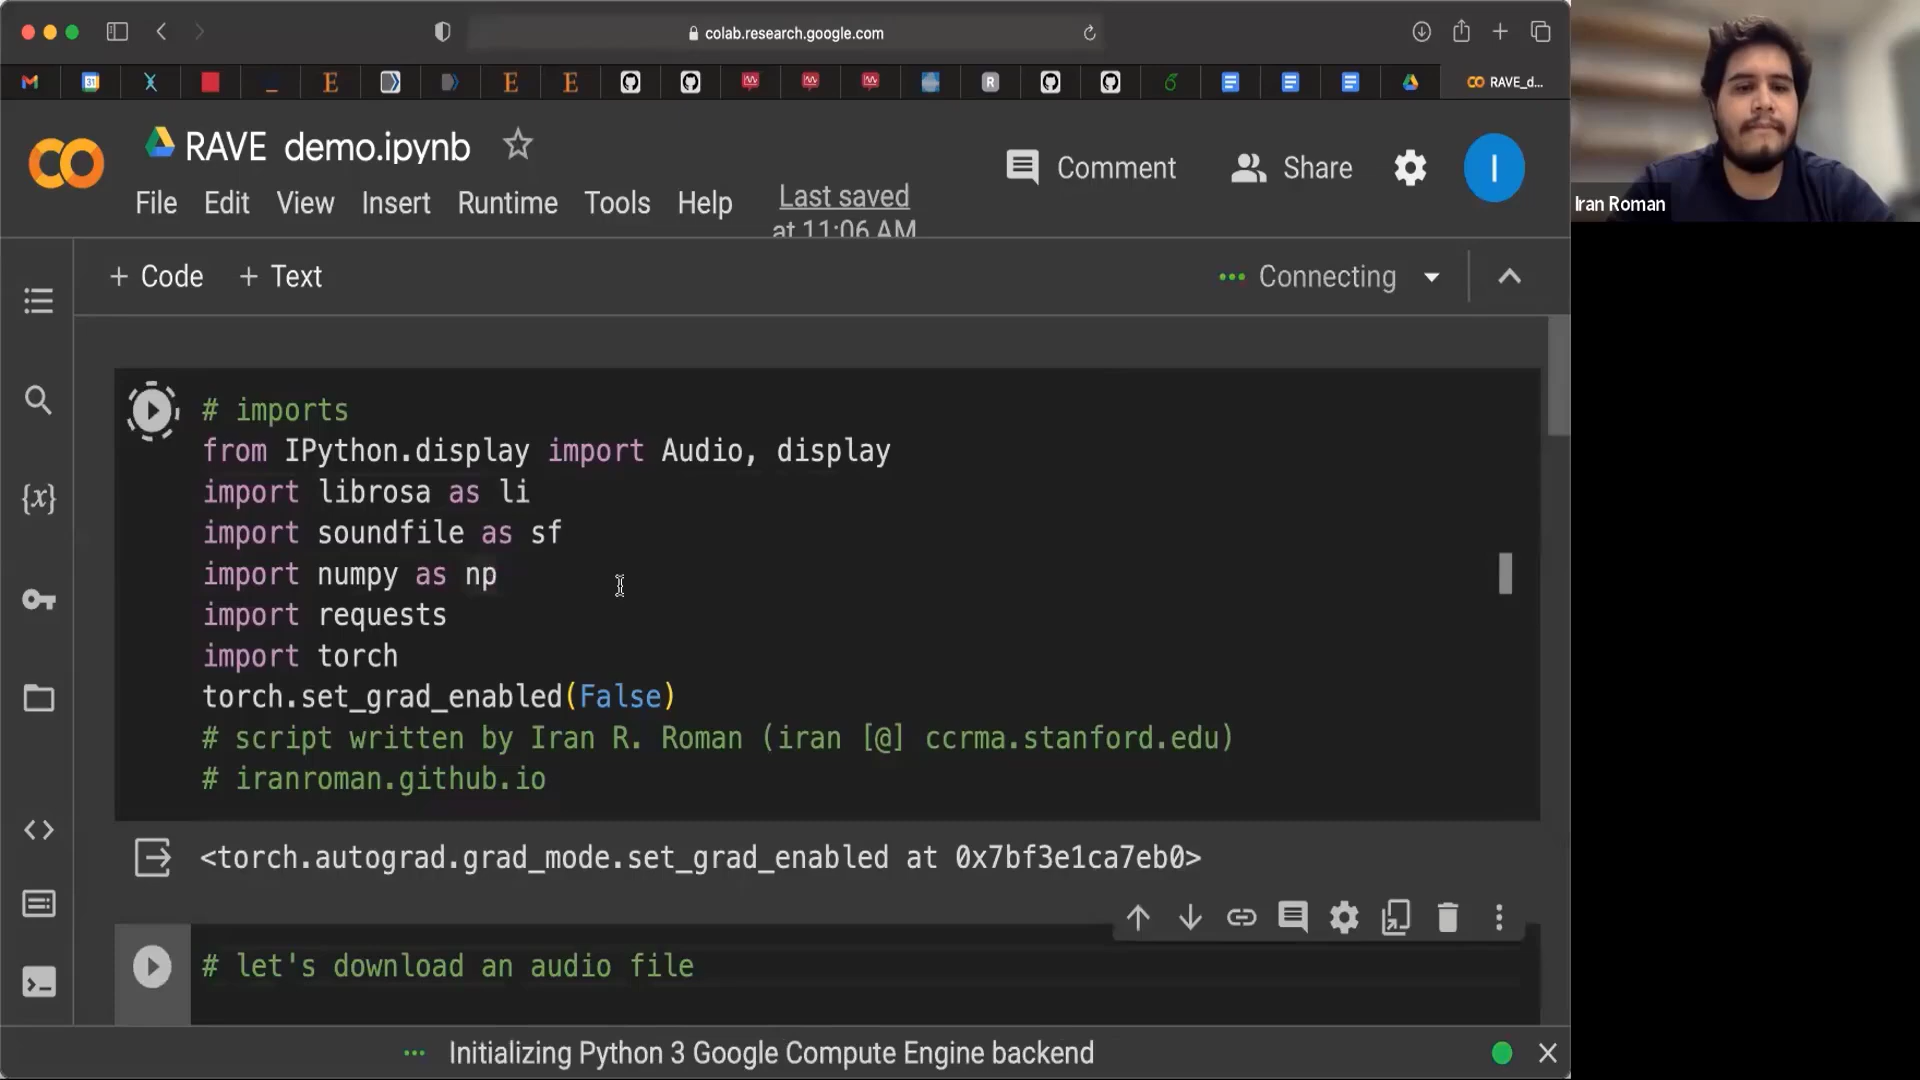 colab.research.google.com
RAVE_d...
RAVE demo.ipynb
Comment
Share
I
File Edit View Insert Runtime Tools Help
Last saved
at 11:06 AM
Iran Roman
+ Code + Text
Connecting
# imports
from IPython.display import Audio, display
import librosa as li
import soundfile as sf
import numpy as np
import requests
import torch
torch.set_grad_enabled(False)
# script written by Iran R. Roman (iran [@] ccrma.stanford.edu)
# iranroman.github.io
<torch.autograd.grad_mode.set_grad_enabled at 0x7bf3e1ca7eb0>
# let's download an audio file
Initializing Python 3 Google Compute Engine backend